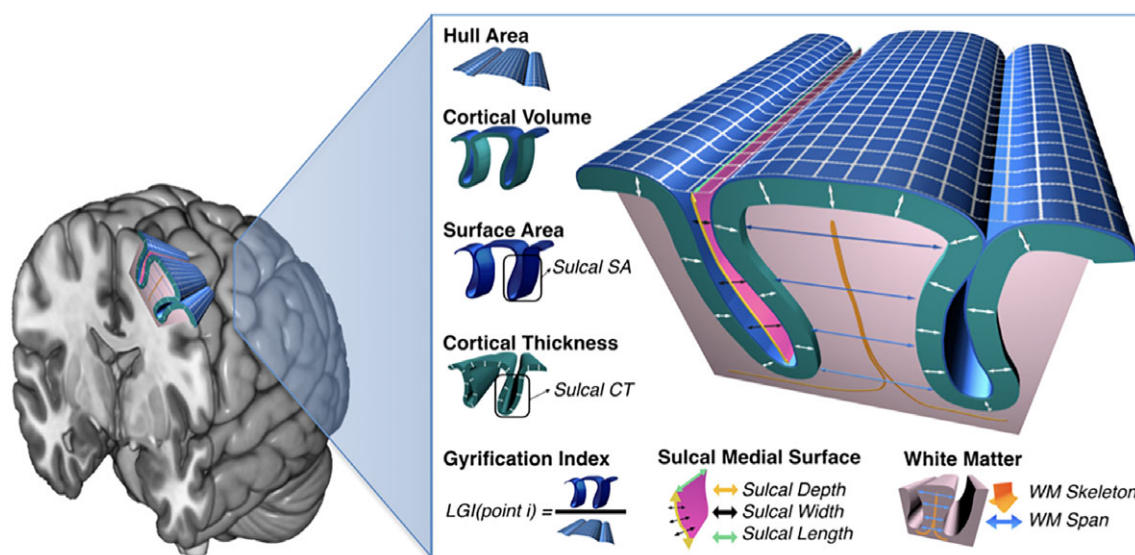 Hull Area
Cortical Volume
Surface Area
Sulcal SA
Cortical Thickness
Sulcal CT
Gyrification Index
LGI(point i) =
Sulcal Medial Surface
Sulcal Depth
Sulcal Width
Sulcal Length
White Matter
WM Skeleton
WM Span